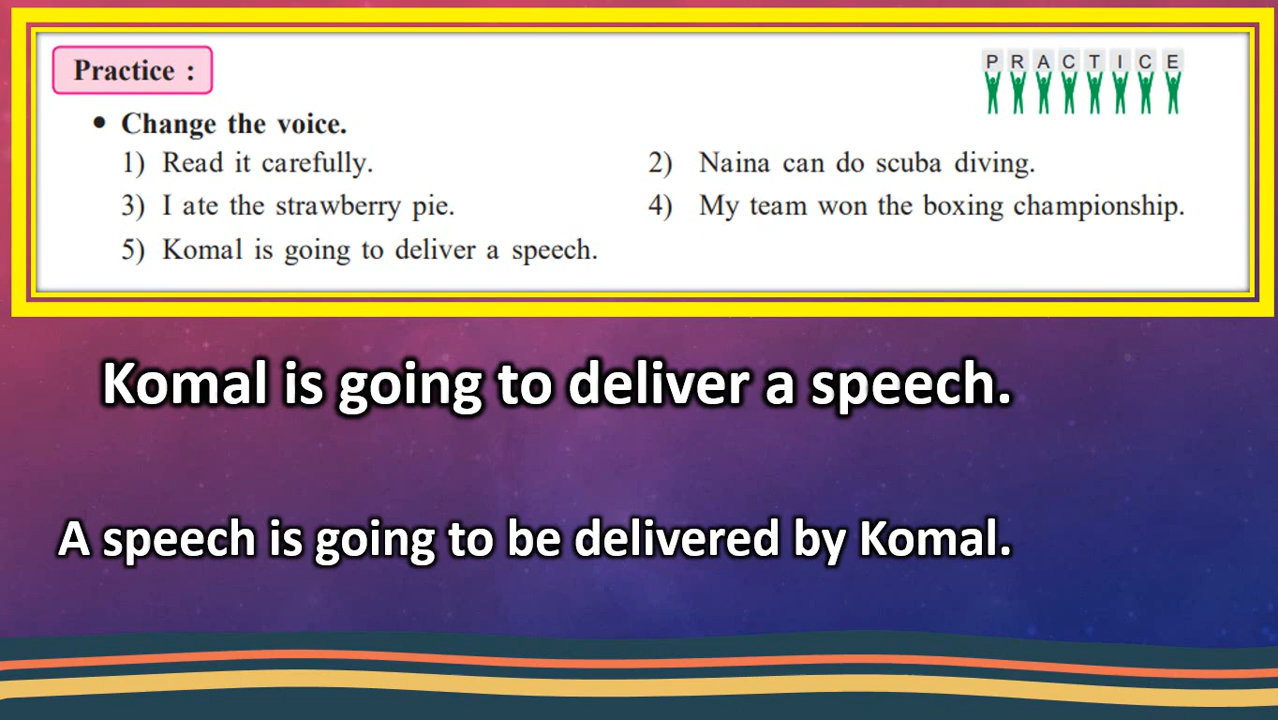 Practice :
PRACTICE
• Change the voice.
1) Read it carefully.
2) Naina can do scuba diving.
3) I ate the strawberry pie.
4) My team won the boxing championship.
5) Komal is going to deliver a speech.
Komal is going to deliver a speech.
A speech is going to be delivered by Komal.